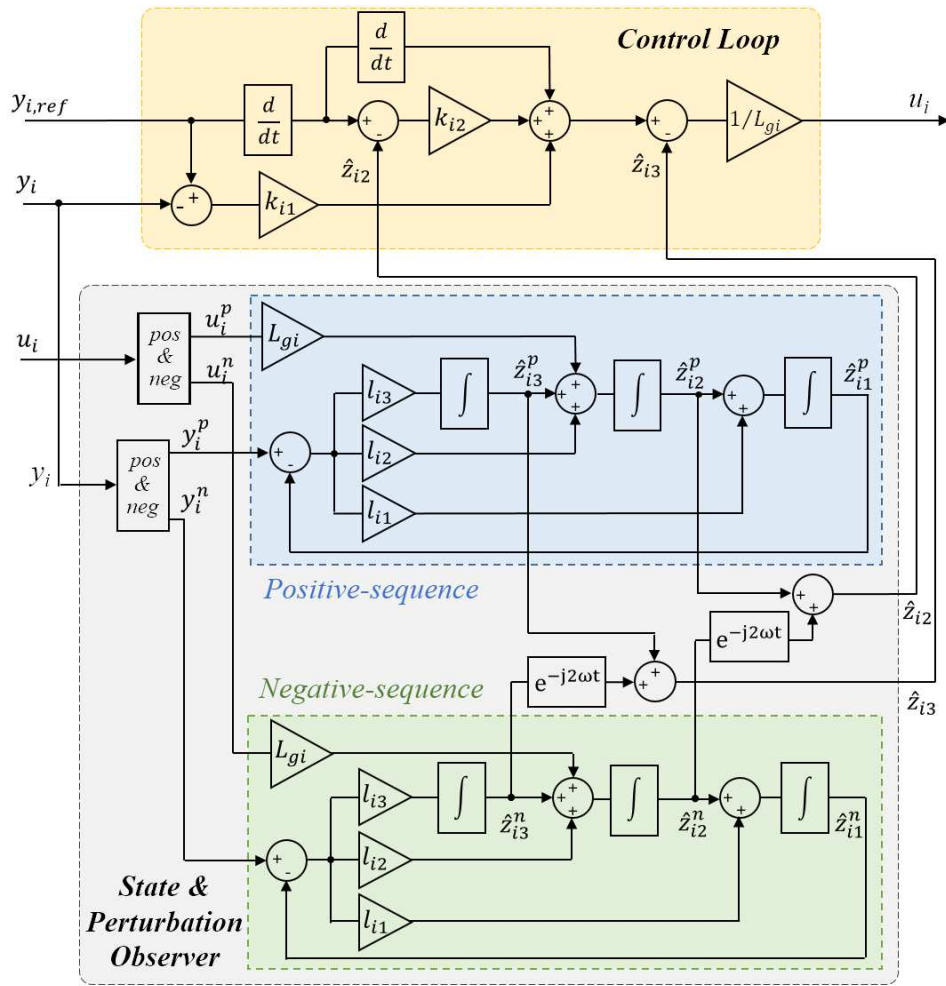 Control Loop
d
dt
y_{i,ref}
d
dt
+
-
k_{i2}
+
+
+
+
-
1/L_{gi}
u_i
ẑ_{i2}
ẑ_{i3}
y_i
-
+
k_{i1}
u_i
pos
&
neg
u_i^p
u_i^n
L_{gi}
l_{i3}
∫
ẑ_{i3}^p
+
+
+
∫
ẑ_{i2}^p
+
+
∫
ẑ_{i1}^p
y_i
pos
&
neg
y_i^p
y_i^n
+
-
l_{i2}
l_{i1}
Positive-sequence
+
+
ẑ_{i2}
e^{-j2ωt}
e^{-j2ωt}
+
+
ẑ_{i3}
Negative-sequence
L_{gi}
l_{i3}
∫
ẑ_{i3}^n
+
+
+
∫
ẑ_{i2}^n
+
+
∫
ẑ_{i1}^n
+
-
l_{i2}
l_{i1}
State &
Perturbation
Observer